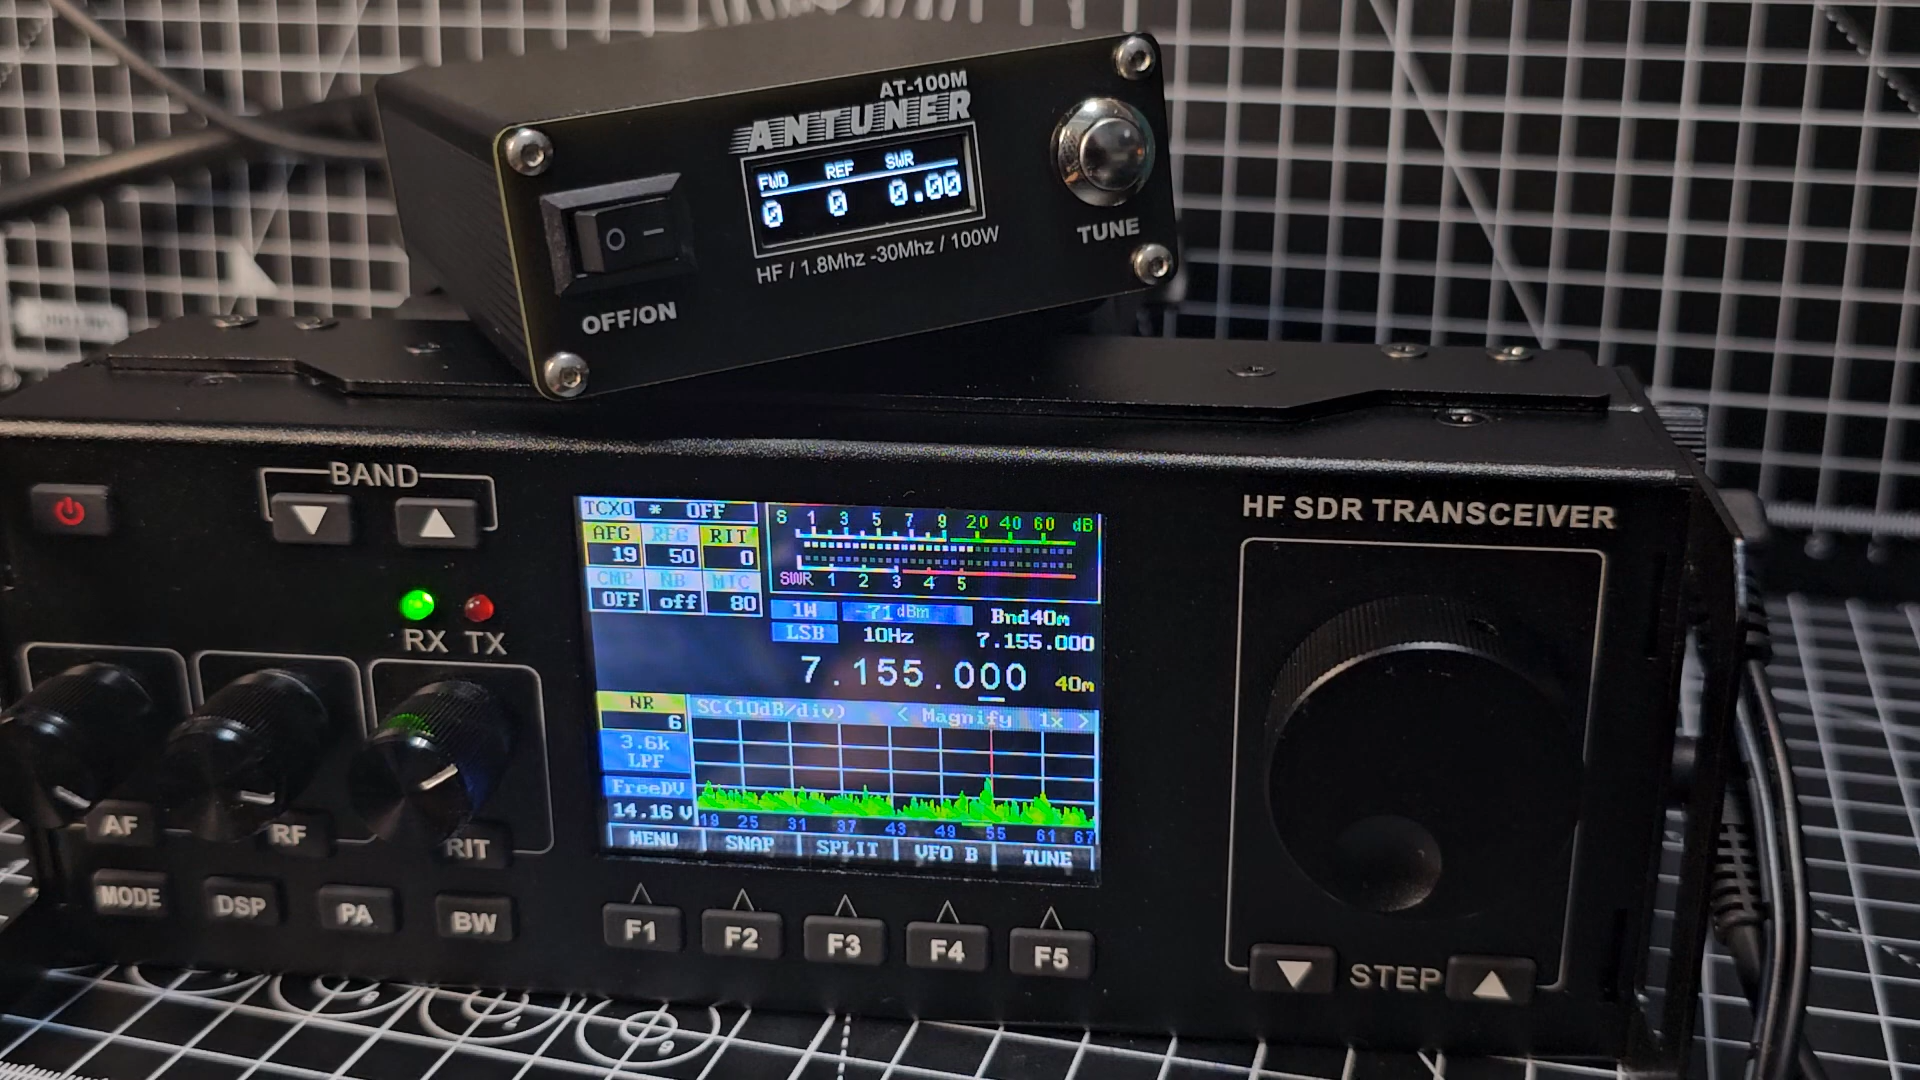 AT-100M
ANTUNER
FWD REF SWR
0 0 0.00
HF / 1.8Mhz -30Mhz / 100W
OFF/ON
TUNE
BAND
HF SDR TRANSCEIVER
RX TX
TCXO * OFF
AFG RFG RIT
19 50 0
CMP NB MIC
OFF off 80
S 1 3 5 7 9 20 40 60 dB
SWR 1 2 3 4 5
1W -71 dBm Bnd40m
LSB 10Hz 7.155.000
7.155.000 40m
NR
6
3.6k
LPF
FreeDV
14.16 V
SC(10dB/div) < Magnify 1x >
19 25 31 37 43 49 55 61 67
MENU SNAP SPLIT VFO B TUNE
AF RF RIT
MODE DSP PA BW
F1 F2 F3 F4 F5
STEP